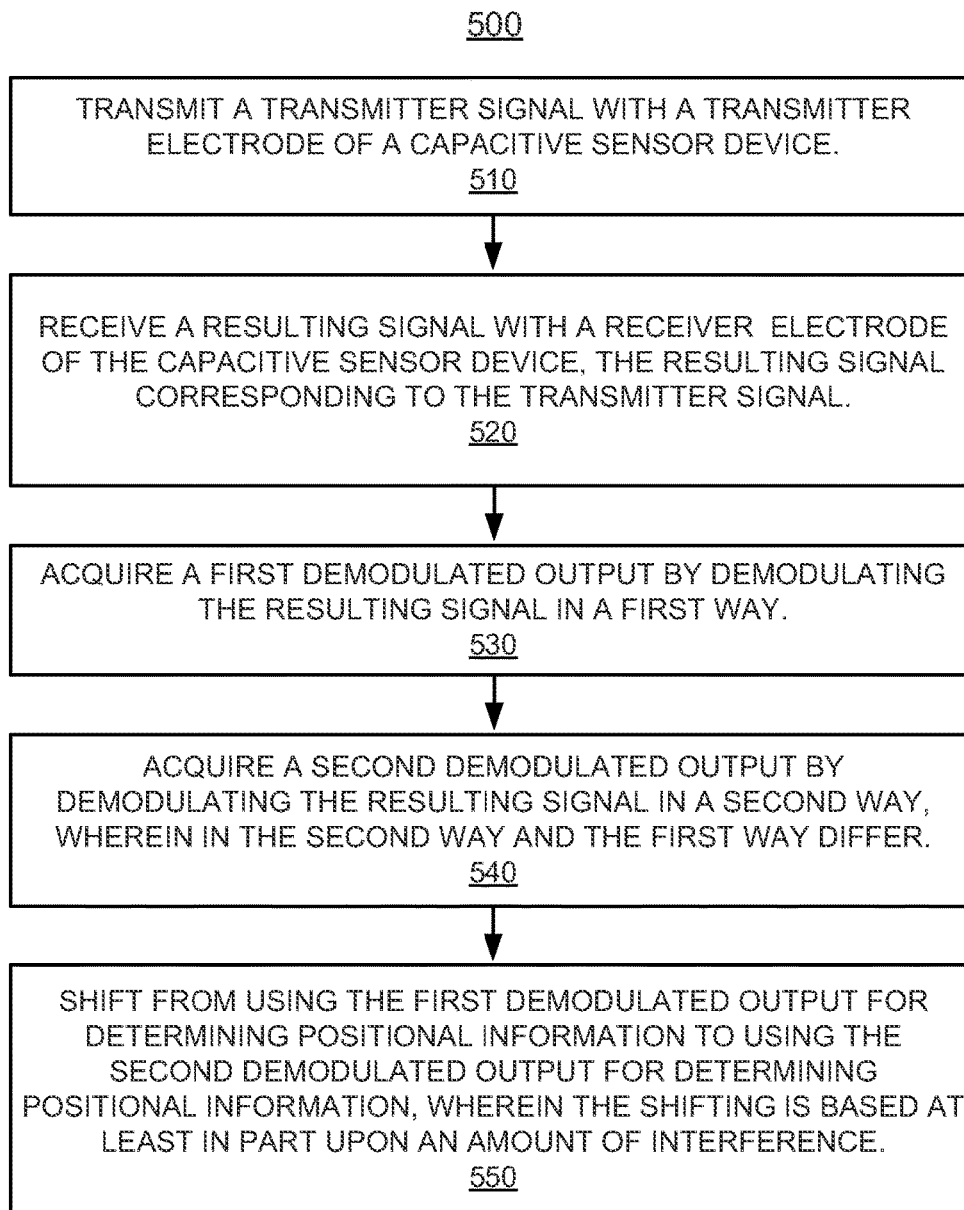 500
TRANSMIT A TRANSMITTER SIGNAL WITH A TRANSMITTER
ELECTRODE OF A CAPACITIVE SENSOR DEVICE.
510
RECEIVE A RESULTING SIGNAL WITH A RECEIVER ELECTRODE
OF THE CAPACITIVE SENSOR DEVICE, THE RESULTING SIGNAL
CORRESPONDING TO THE TRANSMITTER SIGNAL.
520
ACQUIRE A FIRST DEMODULATED OUTPUT BY DEMODULATING
THE RESULTING SIGNAL IN A FIRST WAY.
530
ACQUIRE A SECOND DEMODULATED OUTPUT BY
DEMODULATING THE RESULTING SIGNAL IN A SECOND WAY,
WHEREIN IN THE SECOND WAY AND THE FIRST WAY DIFFER.
540
SHIFT FROM USING THE FIRST DEMODULATED OUTPUT FOR
DETERMINING POSITIONAL INFORMATION TO USING THE
SECOND DEMODULATED OUTPUT FOR DETERMINING
POSITIONAL INFORMATION, WHEREIN THE SHIFTING IS BASED AT
LEAST IN PART UPON AN AMOUNT OF INTERFERENCE.
550